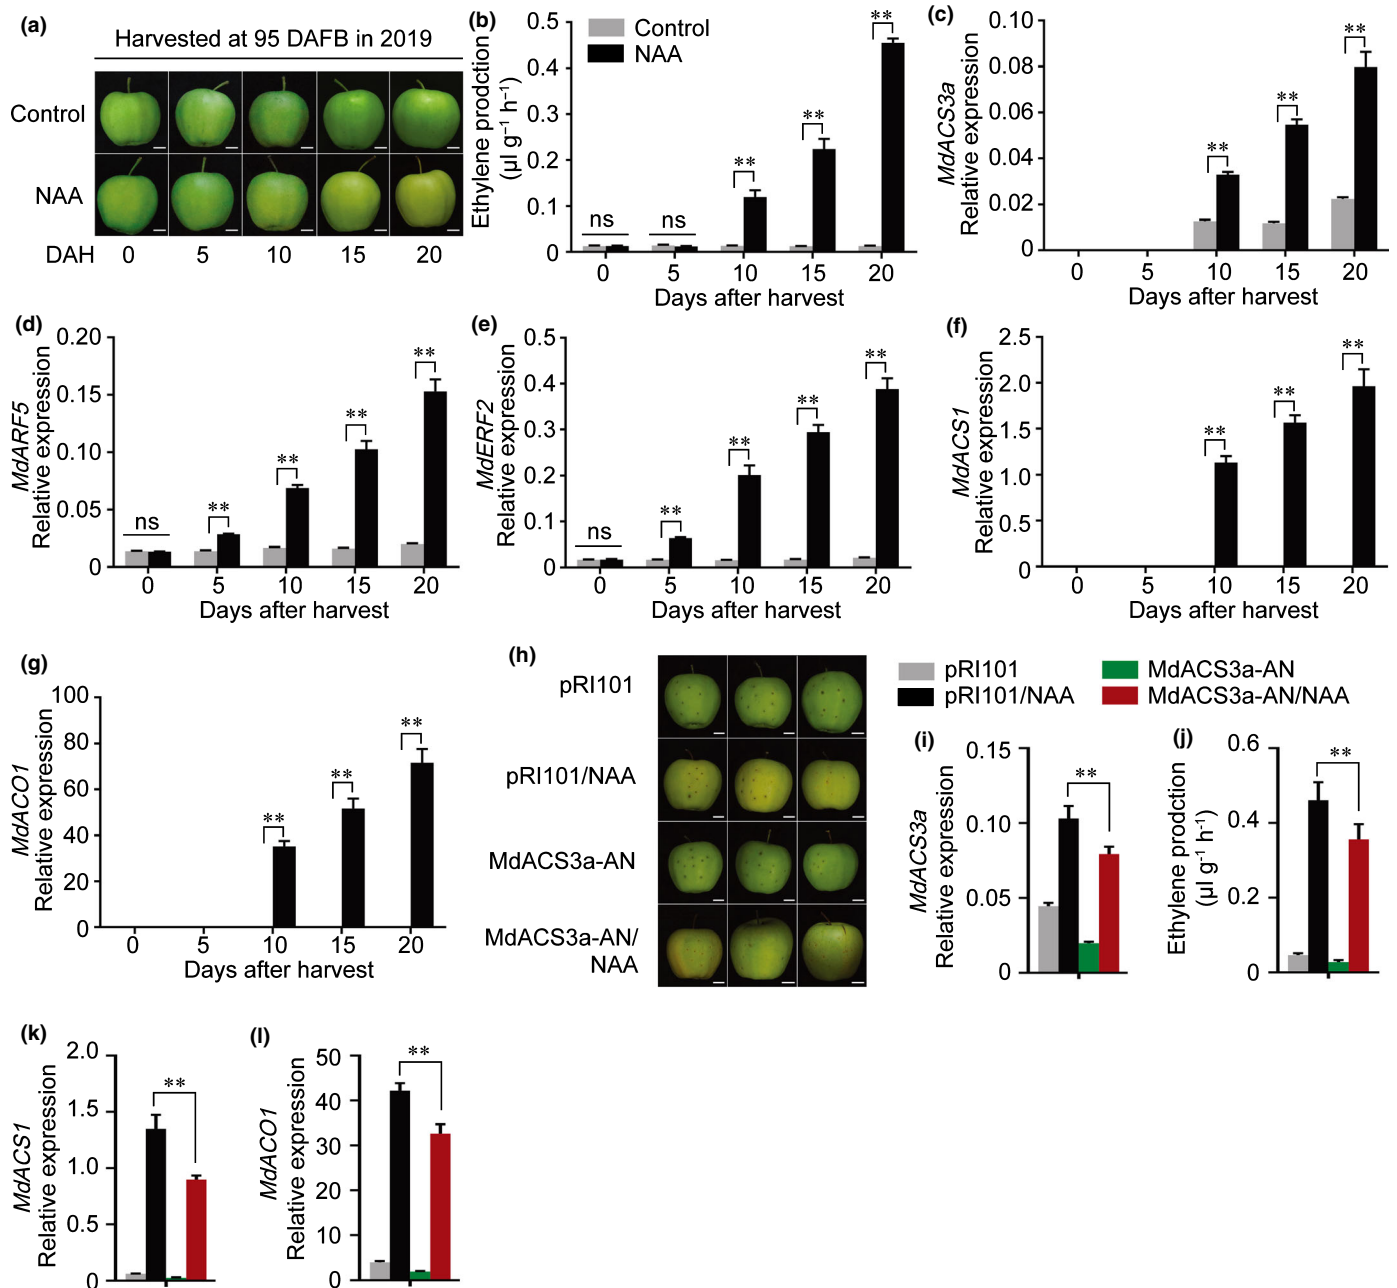 (a)
Harvested at 95 DAFB in 2019
Control
NAA
DAH 0 5 10 15 20
(b)
Control
NAA
Ethylene prodction
(µl g⁻¹ h⁻¹)
0.5
0.4
0.3
0.2
0.1
0
ns ns ** ** **
0 5 10 15 20
Days after harvest
(c)
MdACS3a
Relative expression
0.10
0.08
0.06
0.04
0.02
0
** ** **
0 5 10 15 20
Days after harvest
(d)
MdARF5
Relative expression
0.20
0.15
0.10
0.05
0
ns ** ** ** **
0 5 10 15 20
Days after harvest
(e)
MdERF2
Relative expression
0.5
0.4
0.3
0.2
0.1
0
ns ** ** ** **
0 5 10 15 20
Days after harvest
(f)
MdACS1
Relative expression
2.5
2.0
1.5
1.0
0.5
0
** ** **
0 5 10 15 20
Days after harvest
(g)
MdACO1
Relative expression
100
80
60
40
20
0
** ** **
0 5 10 15 20
Days after harvest
(h)
pRI101
pRI101/NAA
MdACS3a-AN
MdACS3a-AN/
NAA
pRI101
pRI101/NAA
MdACS3a-AN
MdACS3a-AN/NAA
(i)
MdACS3a
Relative expression
0.15
0.10
0.05
0
**
(j)
Ethylene prodction
(µl g⁻¹ h⁻¹)
0.6
0.4
0.2
0
**
(k)
MdACS1
Relative expression
2.0
1.5
1.0
0.5
0
**
(l)
MdACO1
Relative expression
50
40
30
20
10
0
**